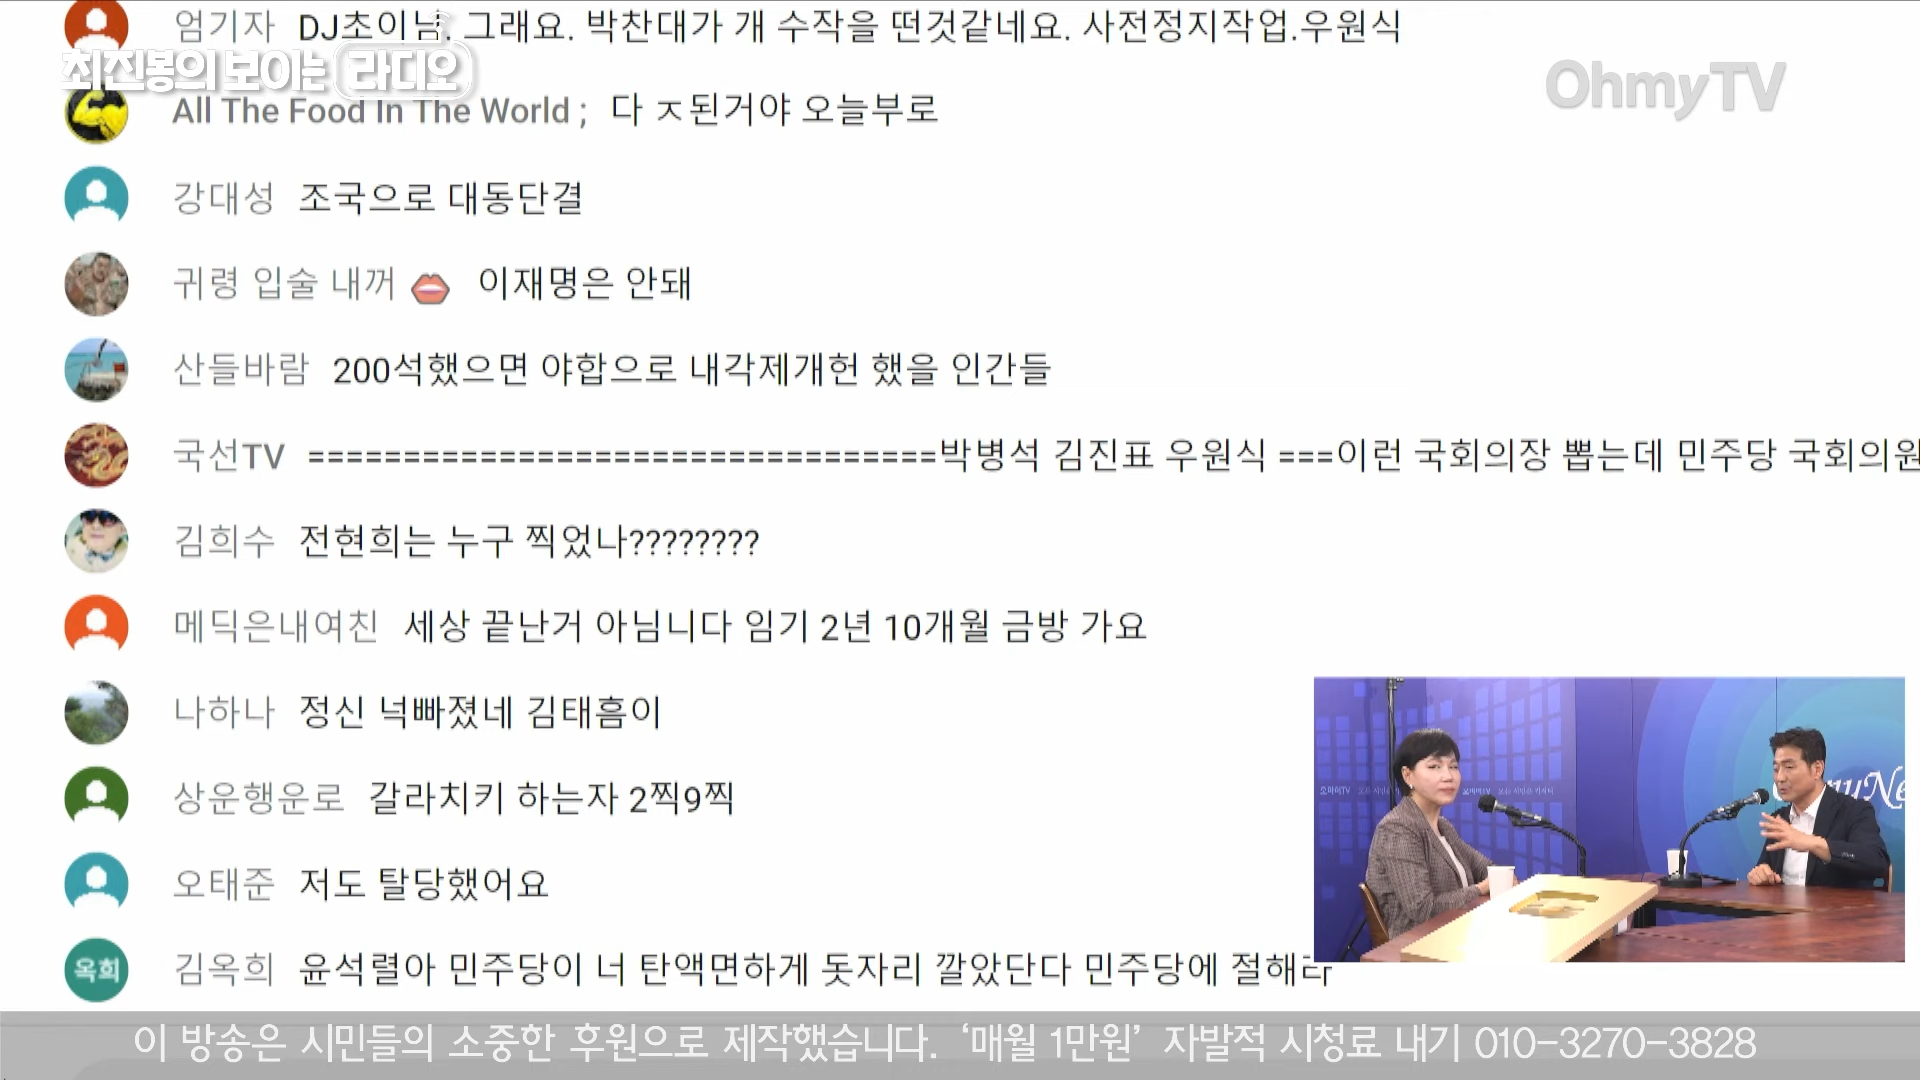 엄기자 DJ초이님. 그래요. 박찬대가 개 수작을 떤것같네요. 사전정지작업.우원식
최진봉의 보이는 라디오
OhmyTV
All The Food In The World ; 다 ㅈ된거야 오늘부로
강대성 조국으로 대동단결
귀령 입술 내꺼 🫦 이재명은 안돼
산들바람 200석했으면 야합으로 내각제개헌 했을 인간들
국선TV =================================박병석 김진표 우원식 ===이런 국회의장 뽑는데 민주당 국회의원
김희수 전현희는 누구 찍었나????????
메딕은내여친 세상 끝난거 아님니다 임기 2년 10개월 금방 가요
나하나 정신 넋빠졌네 김태흠이
상운행운로 갈라치키 하는자 2찍9찍
오태준 저도 탈당했어요
옥희 김옥희 윤석렬아 민주당이 너 탄액면하게 돗자리 깔았단다 민주당에 절해라
오마이TV
이 방송은 시민들의 소중한 후원으로 제작했습니다. ‘매월 1만원’ 자발적 시청료 내기 010-3270-3828